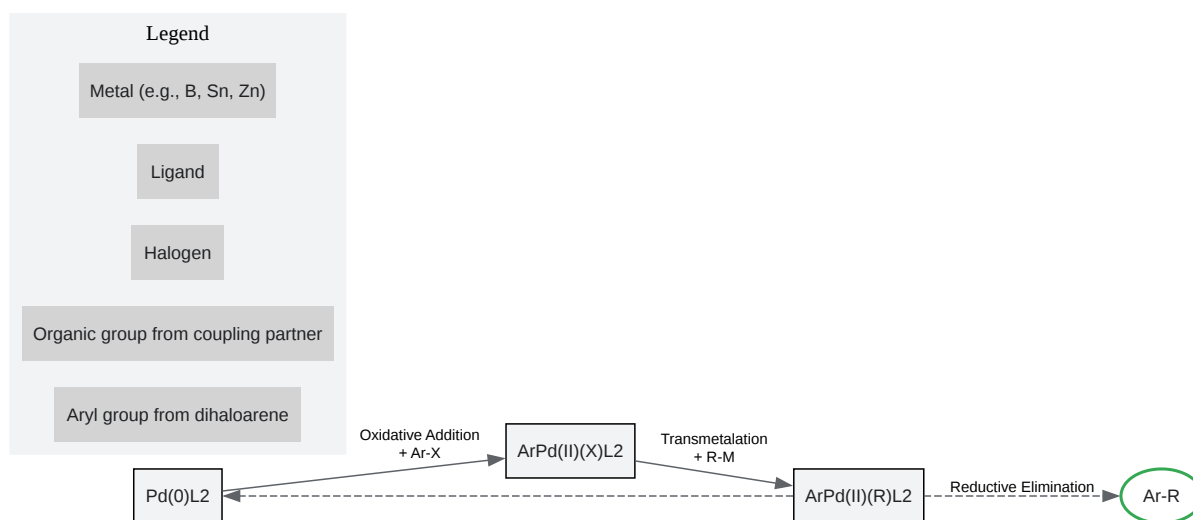 Legend
Metal (e.g., B, Sn, Zn)
Ligand
Halogen
Organic group from coupling partner
Aryl group from dihaloarene
Oxidative Addition
+ Ar-X
ArPd(II)(X)L2
Transmetalation
+ R-M
Pd(0)L2
ArPd(II)(R)L2
Reductive Elimination
Ar-R